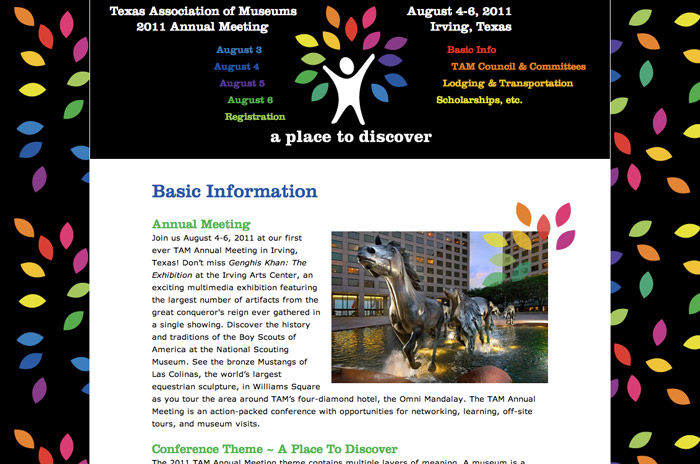 Texas Association of Museums
2011 Annual Meeting
August 4-6, 2011
Irving, Texas
August 3
August 4
August 5
August 6
Registration
Basic Info
TAM Council & Committees
Lodging & Transportation
Scholarships, etc.
a place to discover
Basic Information
Annual Meeting
Join us August 4-6, 2011 at our first
ever TAM Annual Meeting in Irving,
Texas! Don't miss Genghis Khan: The
Exhibition at the Irving Arts Center, an
exciting multimedia exhibition featuring
the largest number of artifacts from the
great conqueror's reign ever gathered in
a single showing. Discover the history
and traditions of the Boy Scouts of
America at the National Scouting
Museum. See the bronze Mustangs of
Las Colinas, the world's largest
equestrian sculpture, in Williams Square
as you tour the area around TAM's four-diamond hotel, the Omni Mandalay. The TAM Annual
Meeting is an action-packed conference with opportunities for networking, learning, off-site
tours, and museum visits.
Conference Theme ~ A Place To Discover
The 2011 TAM Annual Meeting theme contains multiple layers of meaning. A museum is a